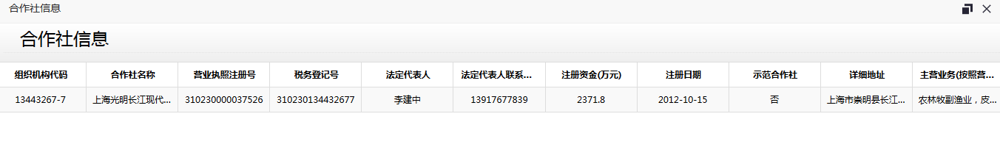 合作社信息
合作社信息
组织机构代码 合作社名称 营业执照注册号 税务登记号 法定代表人 法定代表人联系... 注册资金(万元) 注册日期 示范合作社 详细地址 主营业务(按照营...
13443267-7 上海光明长江现代... 310230000037526 310230134432677 李建中 13917677839 2371.8 2012-10-15 否 上海市崇明县长江... 农林牧副渔业，皮...